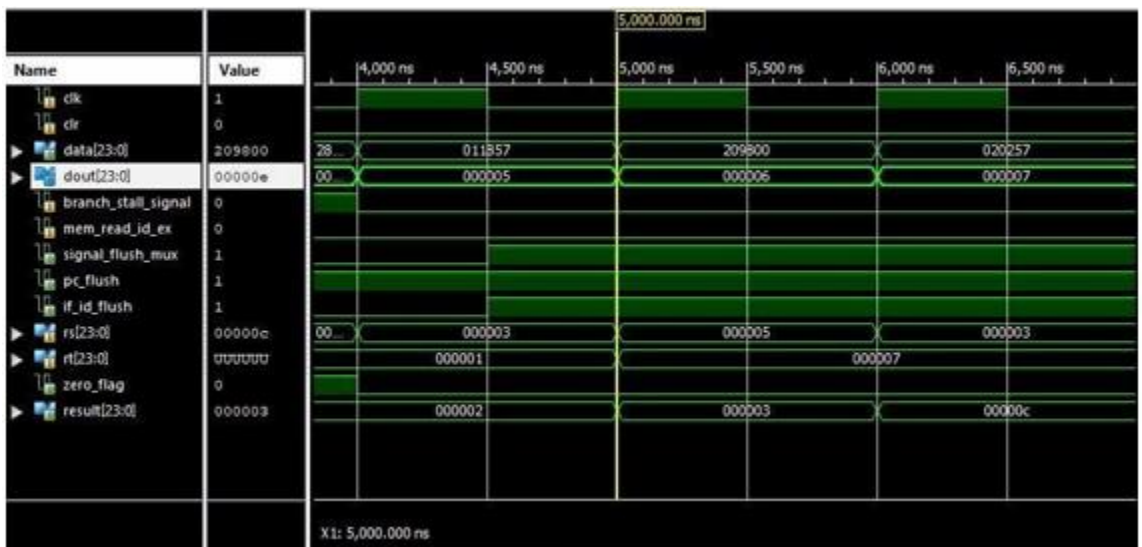 5,000.000 ns
Name Value 4,000 ns 4,500 ns 5,000 ns 5,500 ns 6,000 ns 6,500 ns
clk 1
clr 0
data[23:0] 209800 28... 011857 209800 020257
dout[23:0] 00000e 00... 000005 000006 000007
branch_stall_signal 0
mem_read_id_ex 0
signal_flush_mux 1
pc_flush 1
if_id_flush 1
rs[23:0] 00000c 00... 000003 000005 000003
rt[23:0] UUUUUU 000001 000007
zero_flag 0
result[23:0] 000003 000002 000003 00000c
X1: 5,000.000 ns